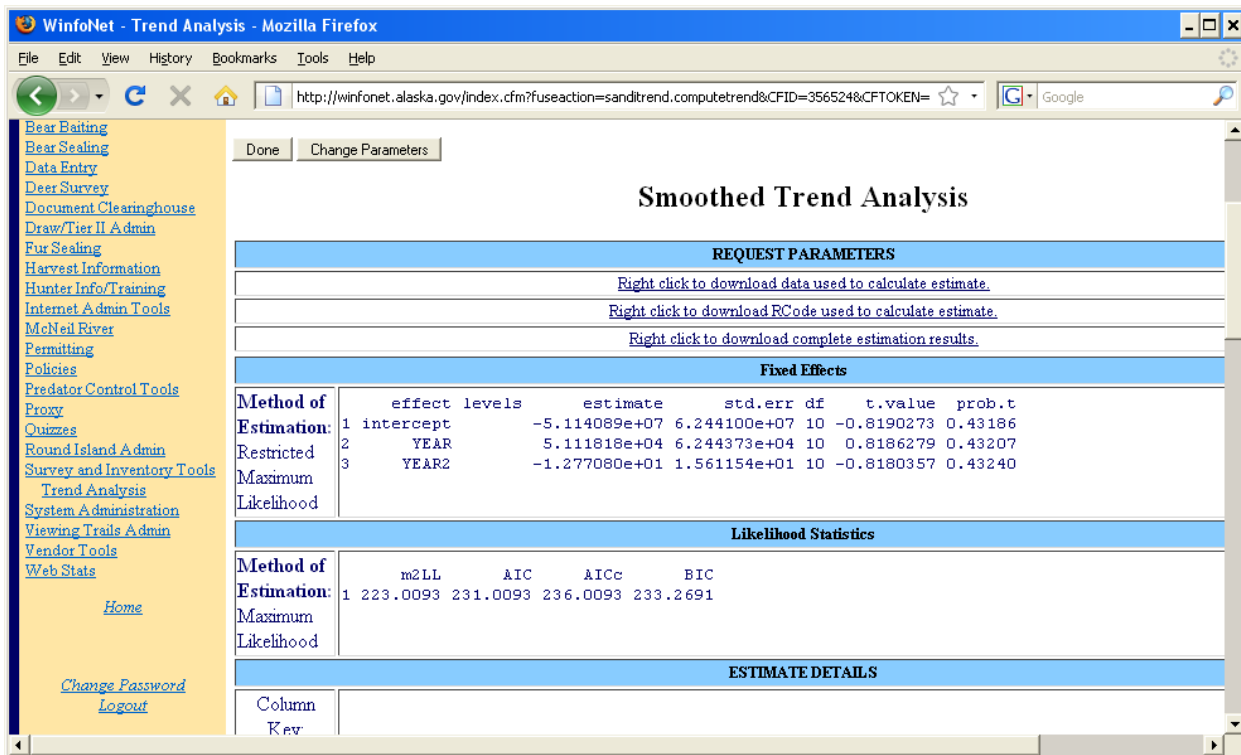 WinfoNet - Trend Analysis - Mozilla Firefox
File Edit View History Bookmarks Tools Help
http://winfonet.alaska.gov/index.cfm?fuseaction=sanditrend.computetrend&CFID=356524&CFTOKEN=
G Google
Bear Baiting
Bear Sealing
Data Entry
Deer Survey
Document Clearinghouse
Draw/Tier II Admin
Fur Sealing
Harvest Information
Hunter Info/Training
Internet Admin Tools
McNeil River
Permitting
Policies
Predator Control Tools
Proxy
Quizzes
Round Island Admin
Survey and Inventory Tools
Trend Analysis
System Administration
Viewing Trails Admin
Vendor Tools
Web Stats
Home
Change Password
Logout
Done Change Parameters
Smoothed Trend Analysis
REQUEST PARAMETERS
Right click to download data used to calculate estimate.
Right click to download RCode used to calculate estimate.
Right click to download complete estimation results.
Fixed Effects
Method of
Estimation:
Restricted
Maximum
Likelihood
effect levels estimate std.err df t.value prob.t
1 intercept -5.114089e+07 6.244100e+07 10 -0.8190273 0.43186
2 YEAR 5.111818e+04 6.244373e+04 10 0.8186279 0.43207
3 YEAR2 -1.277080e+01 1.561154e+01 10 -0.8180357 0.43240
Likelihood Statistics
Method of
Estimation:
Maximum
Likelihood
m2LL AIC AICc BIC
1 223.0093 231.0093 236.0093 233.2691
ESTIMATE DETAILS
Column
Key: